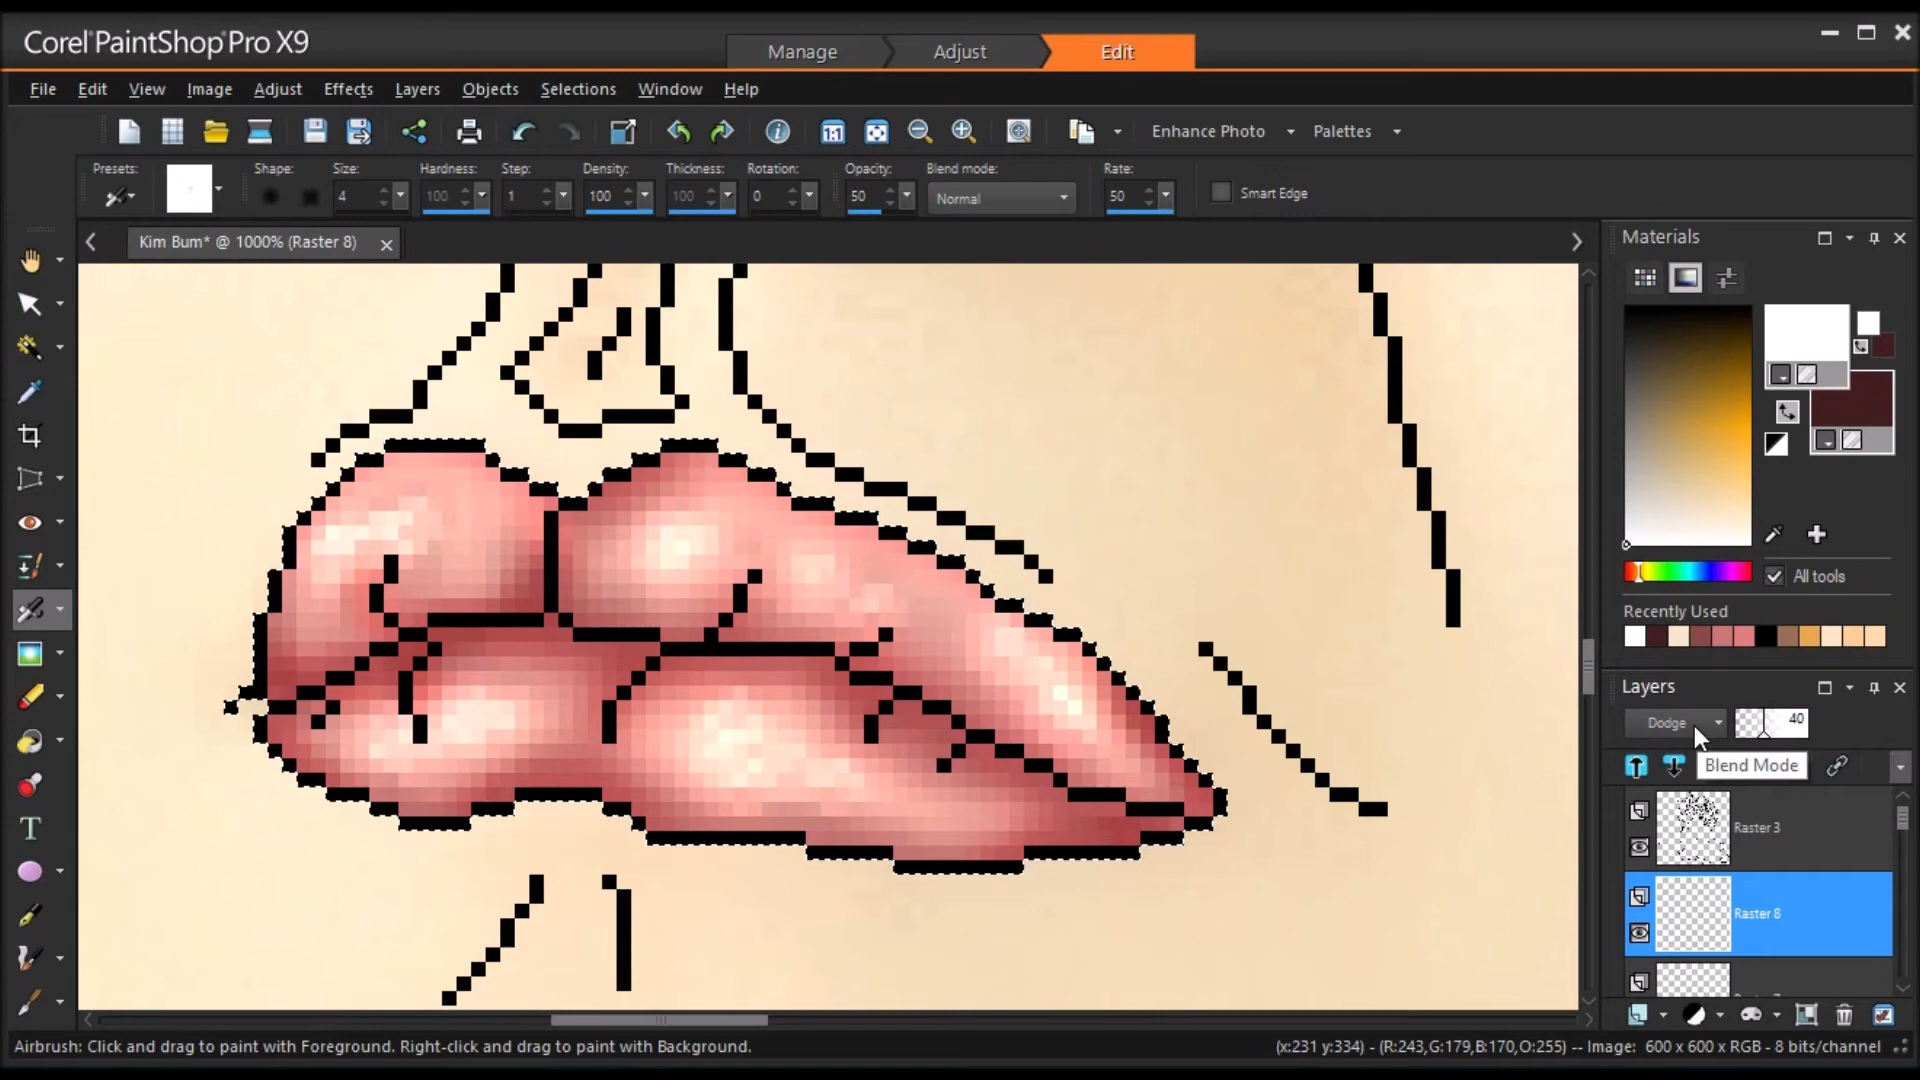 Corel PaintShop Pro X9
Manage Adjust Edit
File Edit View Image Adjust Effects Layers Objects Selections Window Help
1:1 Enhance Photo Palettes
Presets: Shape: Size: Hardness: Step: Density: Thickness: Rotation: Opacity: Blend mode: Rate:
4 100 1 100 100 0 50 Normal 50 Smart Edge
Kim Bum* @ 1000% (Raster 8)
Materials
All tools
Recently Used
Layers
Dodge 40
Blend Mode
Raster 3
Raster 8
Airbrush: Click and drag to paint with Foreground. Right-click and drag to paint with Background.
(x:231 y:334) - (R:243,G:179,B:170,O:255) -- Image: 600 x 600 x RGB - 8 bits/channel